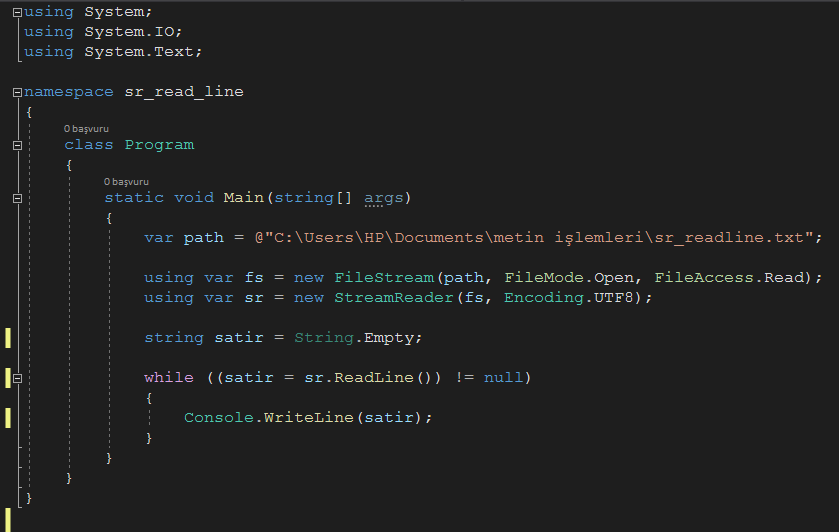 using System;
using System.IO;
using System.Text;
namespace sr_read_line
{
0 başvuru
class Program
{
0 başvuru
static void Main(string[] args)
{
var path = @"C:\Users\HP\Documents\metin işlemleri\sr_readline.txt";
using var fs = new FileStream(path, FileMode.Open, FileAccess.Read);
using var sr = new StreamReader(fs, Encoding.UTF8);
string satir = String.Empty;
while ((satir = sr.ReadLine()) != null)
{
Console.WriteLine(satir);
}
}
}
}